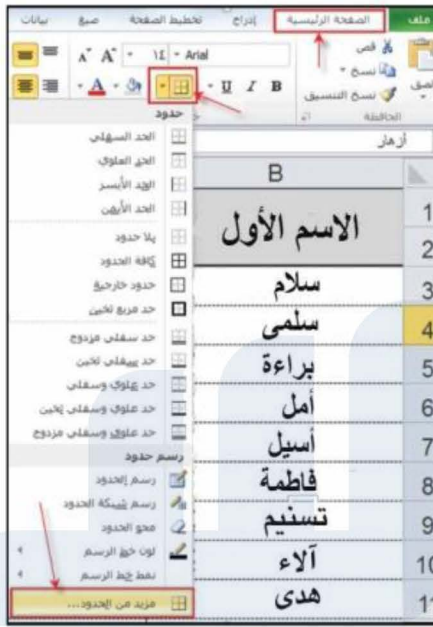 ملف الصفحة الرئيسية إدراج تخطيط الصفحة صيغ بيانات
قص
نسخ
نسخ التنسيق
لصق
الحافظة
Arial ١٤ A A
B I U A
أزهار
B
1 الاسم الأول
2
3 سلام
4 سلمى
5 براءة
6 أمل
7 أسيل
8 فاطمة
9 تسنيم
10 آلاء
11 هدى
حدود
الحد السفلي
الحد العلوي
الحد الأيسر
الحد الأيمن
بلا حدود
كافة الحدود
حدود خارجية
حد مربع ثخين
حد سفلي مزدوج
حد سفلي ثخين
حد علوي وسفلي
حد علوي وسفلي ثخين
حد علوي وسفلي مزدوج
رسم حدود
رسم الحدود
رسم شبكة الحدود
محو الحدود
لون خط الرسم
نمط خط الرسم
مزيد من الحدود...